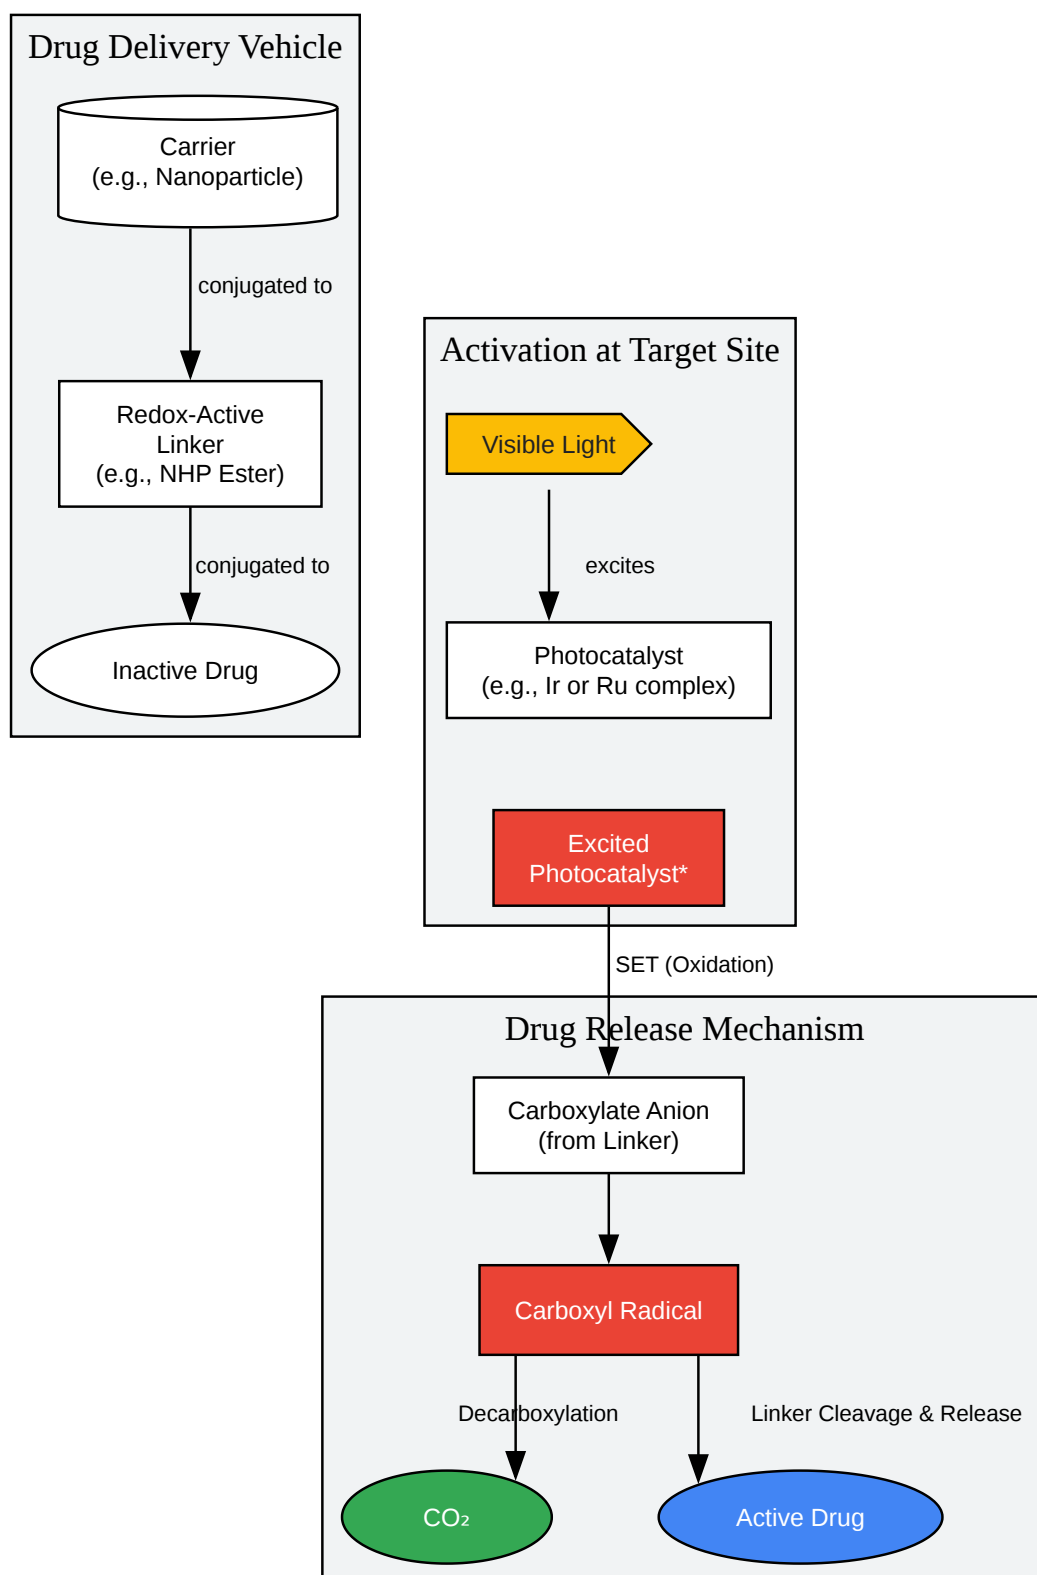 Drug Delivery Vehicle
Carrier
(e.g., Nanoparticle)
conjugated to
Redox-Active
Linker
(e.g., NHP Ester)
conjugated to
Inactive Drug
Activation at Target Site
Visible Light
excites
Photocatalyst
(e.g., Ir or Ru complex)
Excited
Photocatalyst*
SET (Oxidation)
Drug Release Mechanism
Carboxylate Anion
(from Linker)
Carboxyl Radical
Decarboxylation
Linker Cleavage & Release
CO₂
Active Drug